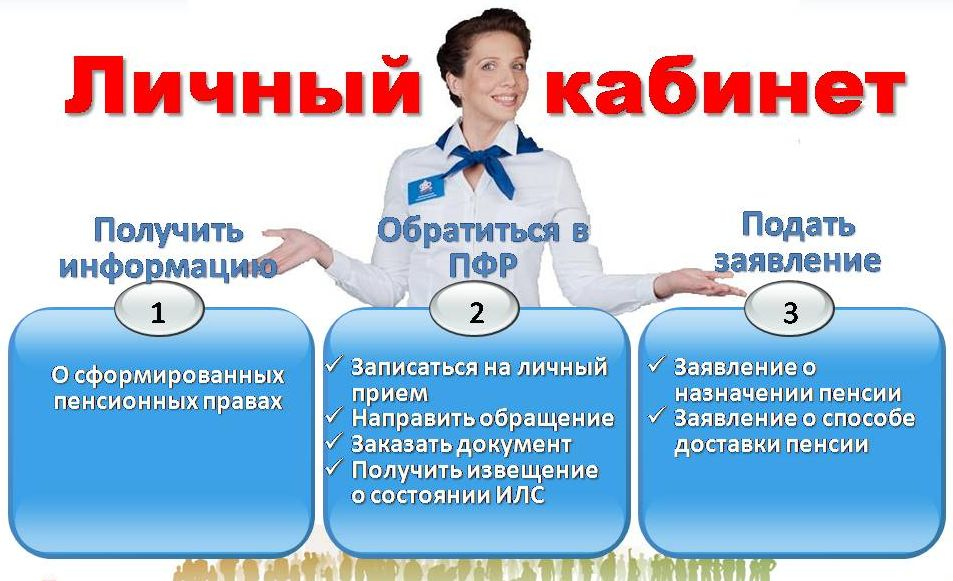 Личный кабинет
Получить
информацию
Обратиться в
ПФР
Подать
заявление
1
О сформированных
пенсионных правах
2
✓ Записаться на личный
прием
✓ Направить обращение
✓ Заказать документ
✓ Получить извещение
о состоянии ИЛС
3
✓ Заявление о
назначении пенсии
✓ Заявление о способе
доставки пенсии